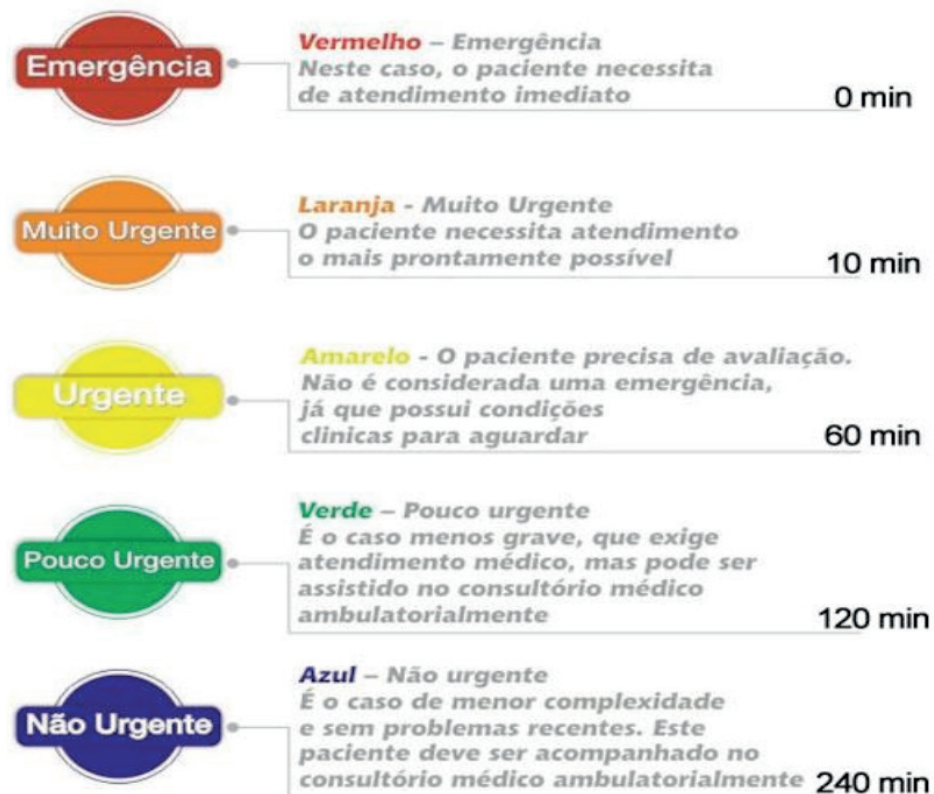 Emergência
Vermelho – Emergência
Neste caso, o paciente necessita
de atendimento imediato
0 min
Muito Urgente
Laranja - Muito Urgente
O paciente necessita atendimento
o mais prontamente possível
10 min
Urgente
Amarelo - O paciente precisa de avaliação.
Não é considerada uma emergência,
já que possui condições
clinicas para aguardar
60 min
Pouco Urgente
Verde – Pouco urgente
É o caso menos grave, que exige
atendimento médico, mas pode ser
assistido no consultório médico
ambulatorialmente
120 min
Não Urgente
Azul – Não urgente
É o caso de menor complexidade
e sem problemas recentes. Este
paciente deve ser acompanhado no
consultório médico ambulatorialmente
240 min